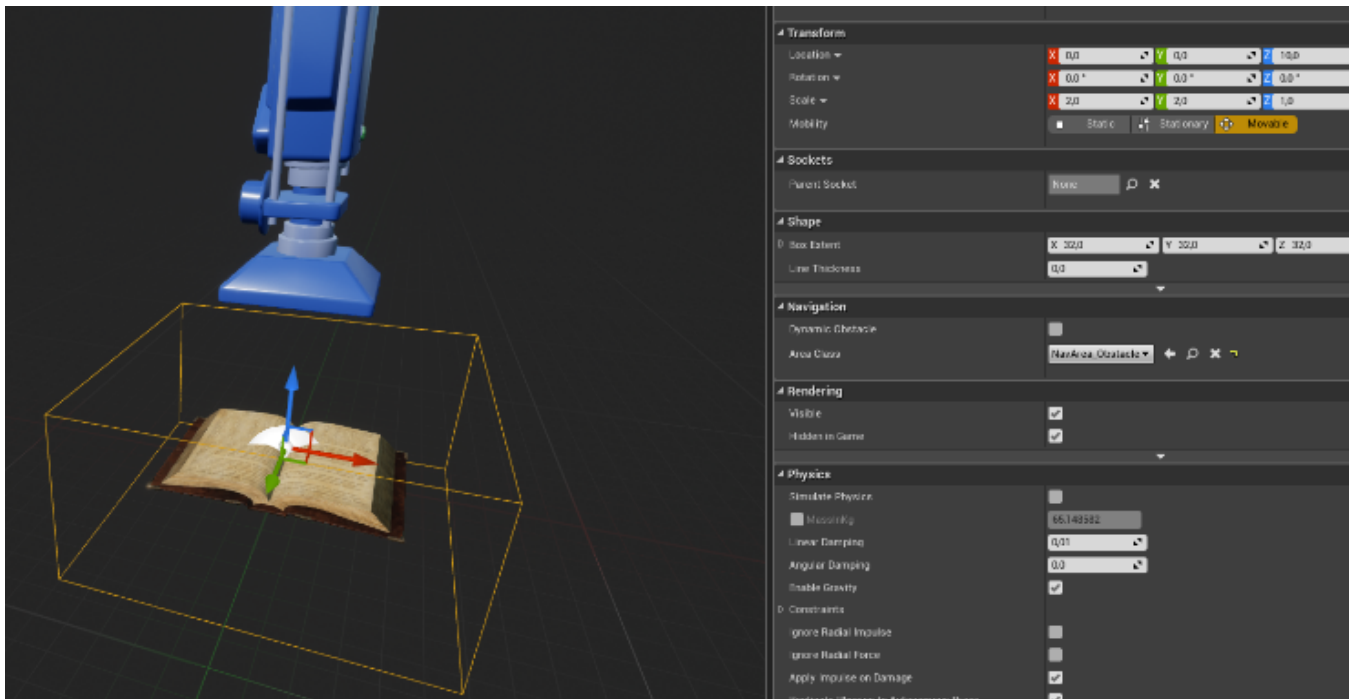 Transform
Location X 0,0 Y 0,0 Z 10,0
Rotation X 0.0° Y 0.0° Z 0.0°
Scale X 2,0 Y 2,0 Z 1,0
Mobility Static Stationary Movable
Sockets
Parent Socket None
Shape
Box Extent X 32,0 Y 32,0 Z 32,0
Line Thickness 0,0
Navigation
Dynamic Obstacle
Area Class NavArea_Obstacle
Rendering
Visible
Hidden in Game
Physics
Simulate Physics
MassInKg 65.148582
Linear Damping 0,01
Angular Damping 0.0
Enable Gravity
Constraints
Ignore Radial Impulse
Ignore Radial Force
Apply Impulse on Damage